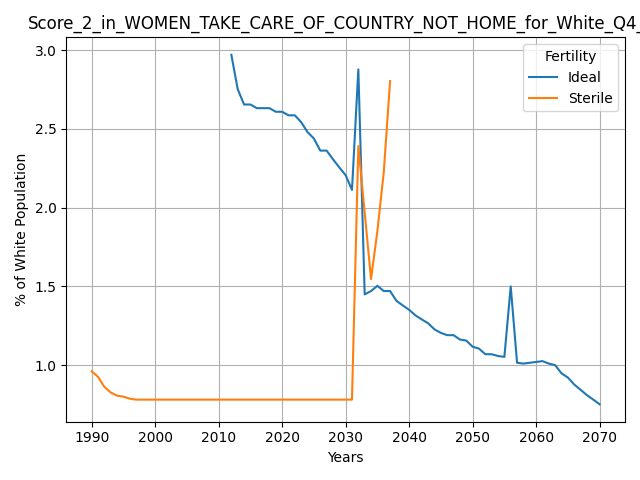 Score_2_in_WOMEN_TAKE_CARE_OF_COUNTRY_NOT_HOME_for_White_Q4_
Fertility
Ideal
Sterile
% of White Population
3.0
2.5
2.0
1.5
1.0
1990 2000 2010 2020 2030 2040 2050 2060 2070
Years